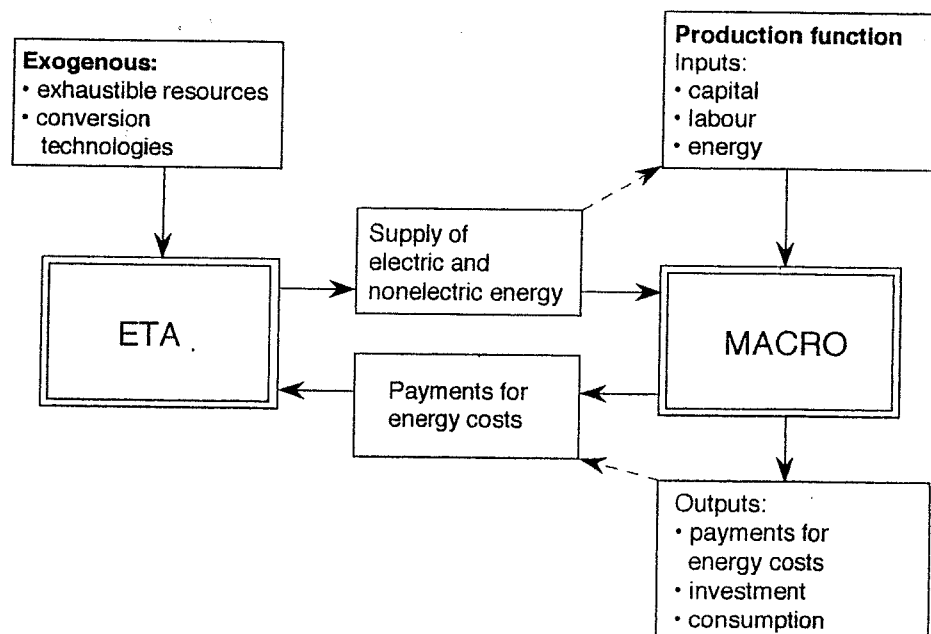 Exogenous:
• exhaustible resources
• conversion
technologies
Production function
Inputs:
• capital
• labour
• energy
Supply of
electric and
nonelectric energy
ETA
MACRO
Payments for
energy costs
Outputs:
• payments for
energy costs
• investment
• consumption